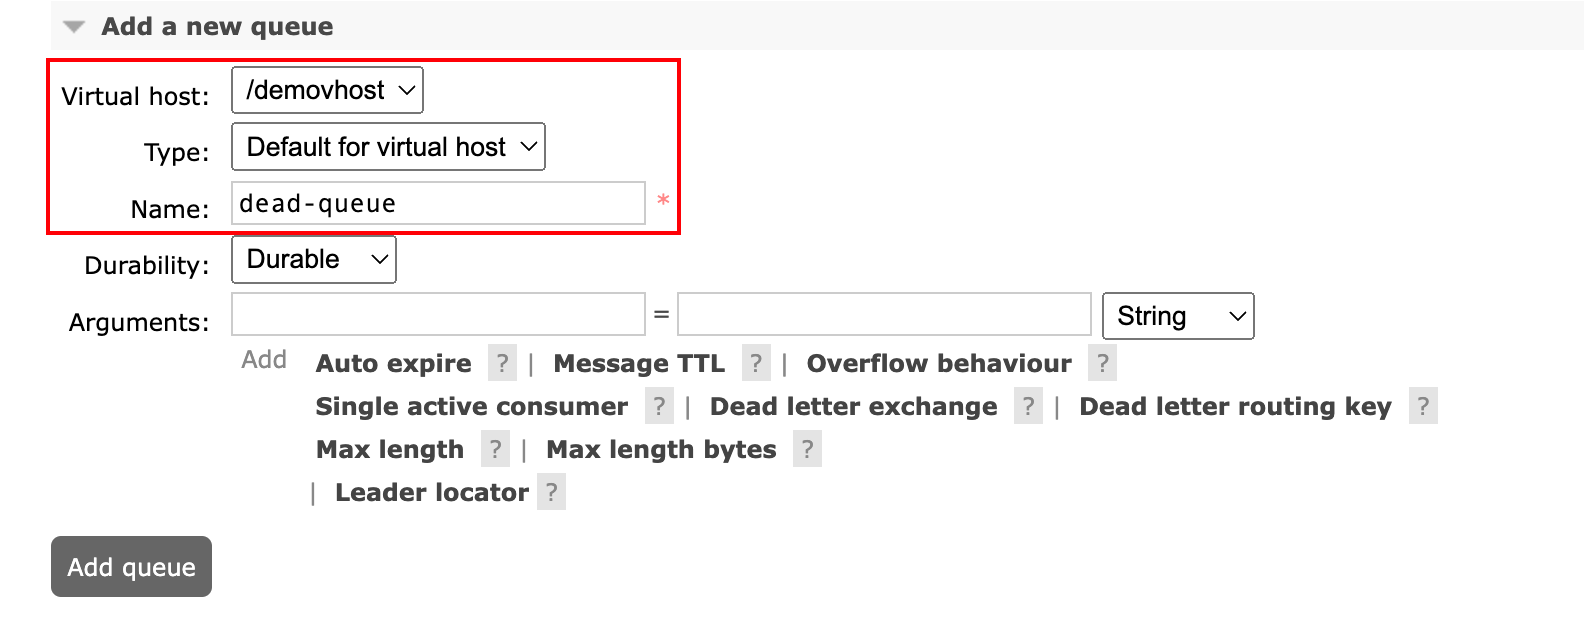 Add a new queue
Virtual host: /demovhost
Type: Default for virtual host
Name: dead-queue *
Durability: Durable
Arguments: = String
Add Auto expire ? | Message TTL ? | Overflow behaviour ?
Single active consumer ? | Dead letter exchange ? | Dead letter routing key ?
Max length ? | Max length bytes ?
| Leader locator ?
Add queue